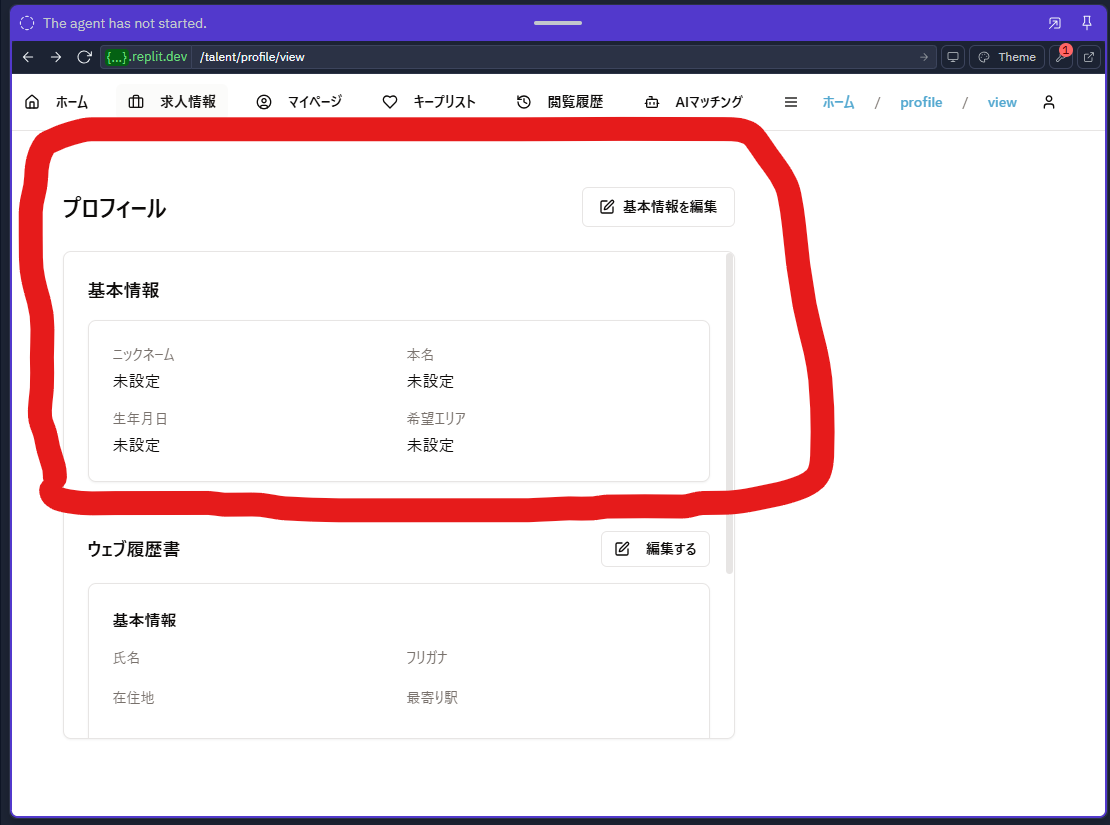 The agent has not started.
{...}.replit.dev /talent/profile/view Theme 1
ホーム 求人情報 マイページ キープリスト 閲覧履歴 AIマッチング ホーム / profile / view
プロフィール 基本情報を編集
基本情報
ニックネーム 本名
未設定 未設定
生年月日 希望エリア
未設定 未設定
ウェブ履歴書 編集する
基本情報
氏名 フリガナ
在住地 最寄り駅